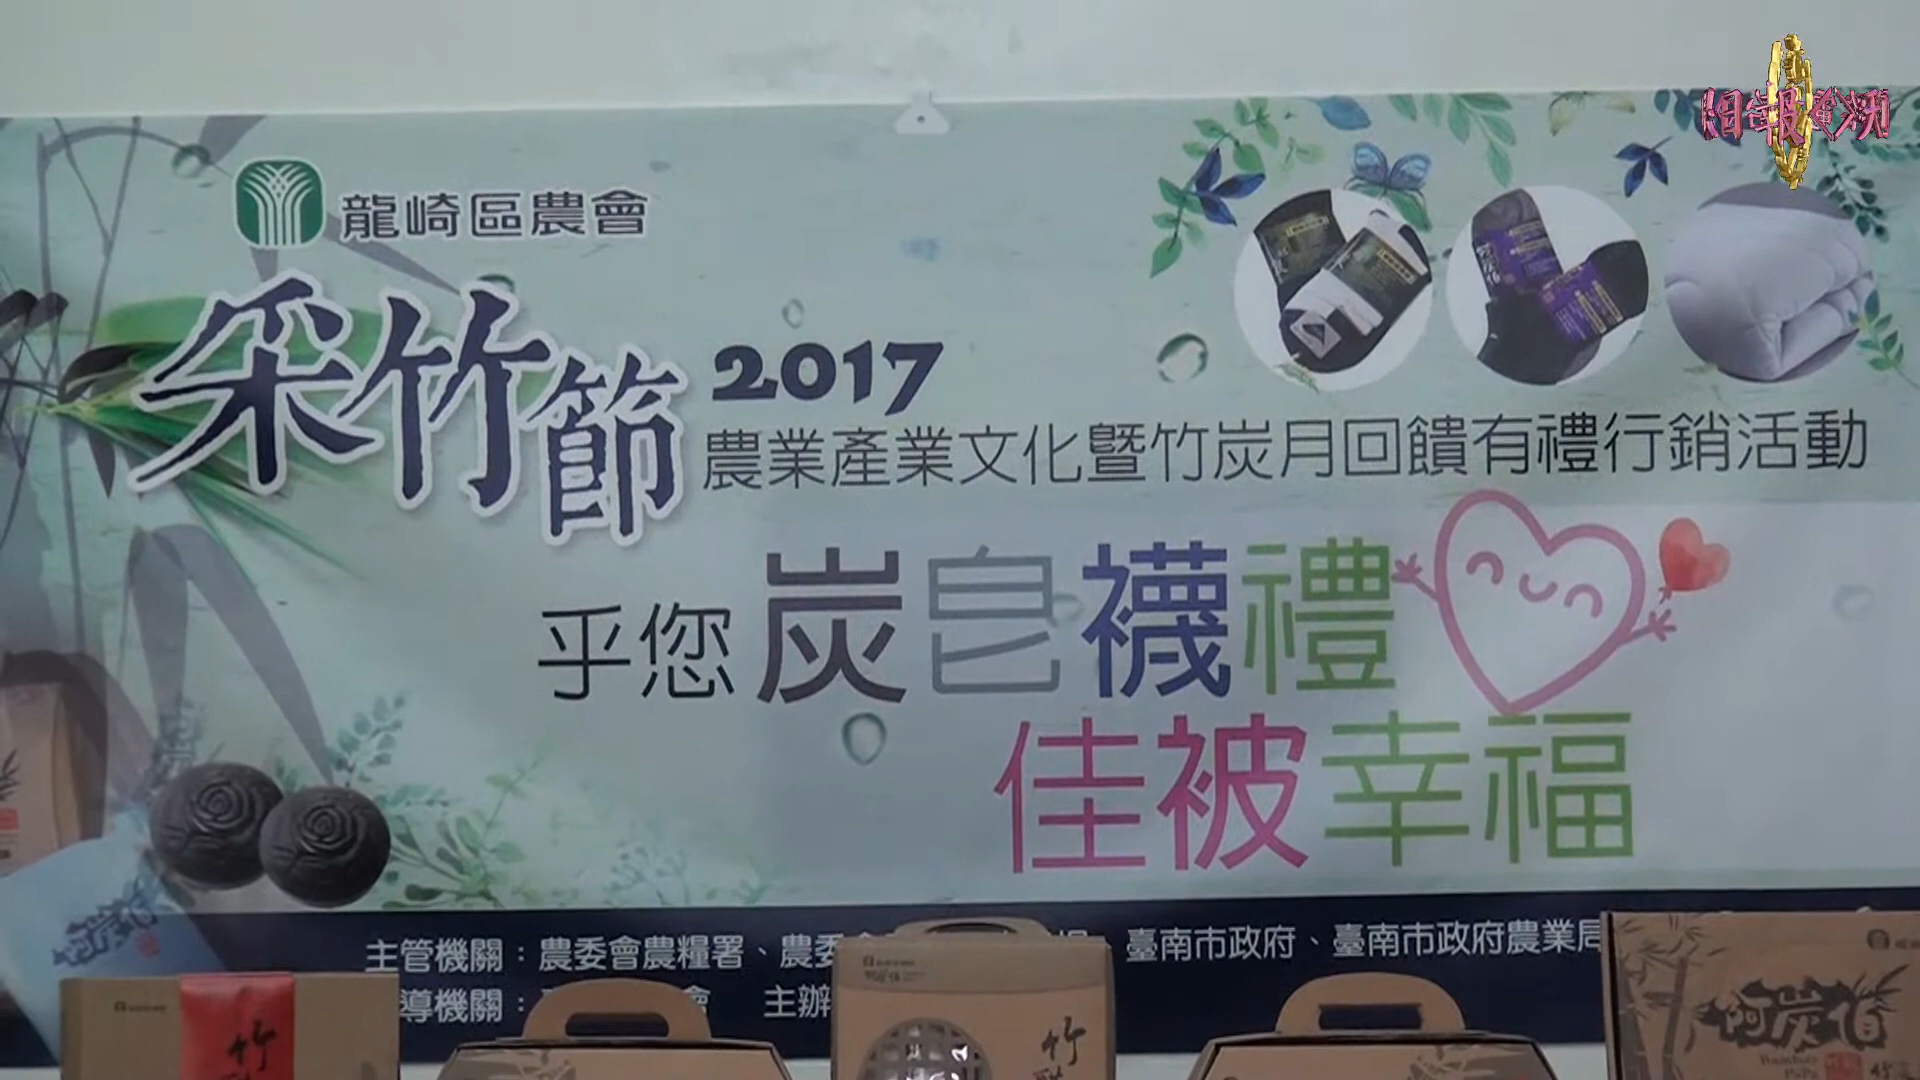 龍崎區農會
采竹節
2017
農業產業文化暨竹炭月回饋有禮行銷活動
乎您炭皂襪禮
佳被幸福
主管機關：農委會農糧署、農委
、臺南市政府、臺南市政府農業局
導機關：
會
主辦
竹
竹
阿炭伯
Bamboo
PaPa